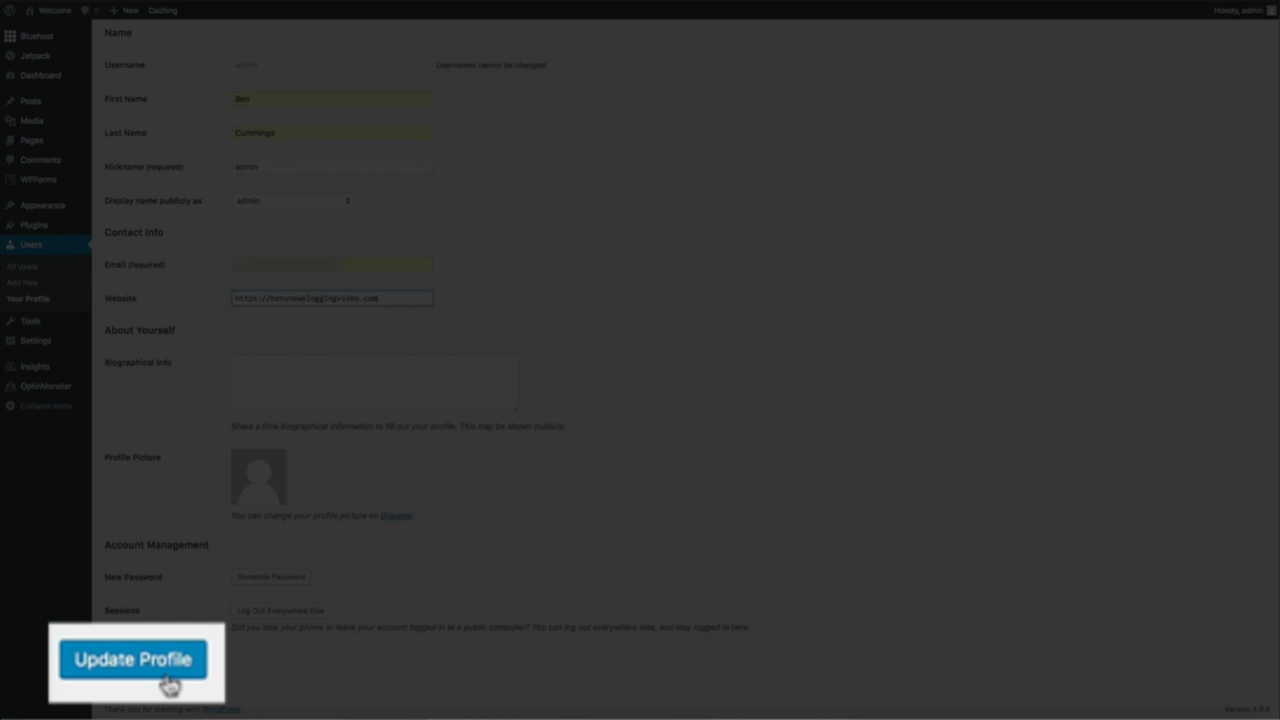 Welcome 0 New Caching Howdy, admin
Bluehost
Jetpack
Dashboard
Posts
Media
Pages
Comments
WPForms
Appearance
Plugins
Users
All Users
Add New
Your Profile
Tools
Settings
Insights
OptinMonster
Collapse menu
Name
Username admin Usernames cannot be changed.
First Name Ben
Last Name Cummings
Nickname (required) admin
Display name publicly as admin
Contact Info
Email (required)
Website https://bensnewbloggingvideo.com
About Yourself
Biographical Info
Share a little biographical information to fill out your profile. This may be shown publicly.
Profile Picture
You can change your profile picture on Gravatar.
Account Management
New Password Generate Password
Sessions Log Out Everywhere Else
Did you lose your phone or leave your account logged in at a public computer? You can log out everywhere else, and stay logged in here.
Update Profile
Thank you for creating with WordPress. Version 4.9.8